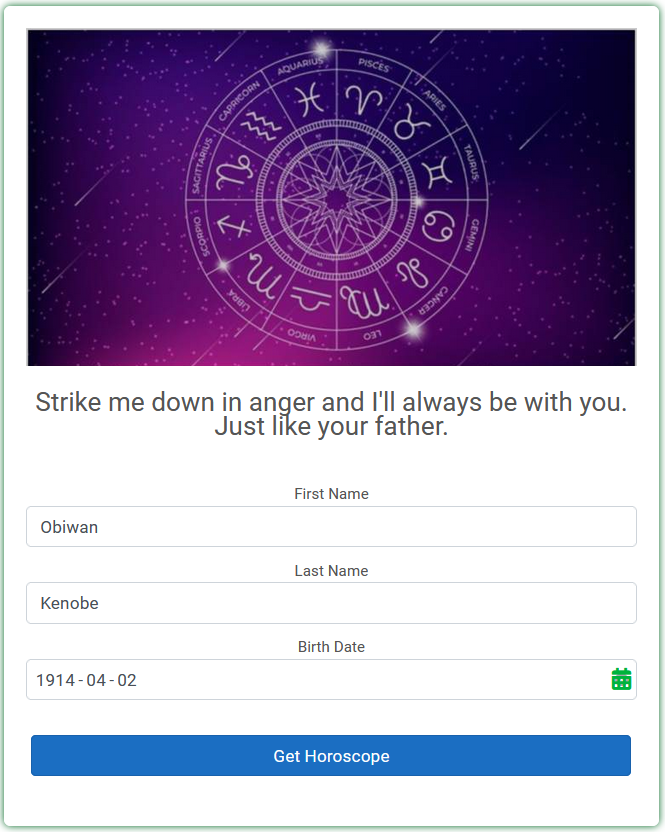 AQUARIUS
PISCES
ARIES
TAURUS
GEMINI
CANCER
LEO
VIRGO
LIBRA
SCORPIO
SAGITTARIUS
CAPRICORN
Strike me down in anger and I'll always be with you.
Just like your father.
First Name
Obiwan
Last Name
Kenobe
Birth Date
1914-04-02
Get Horoscope